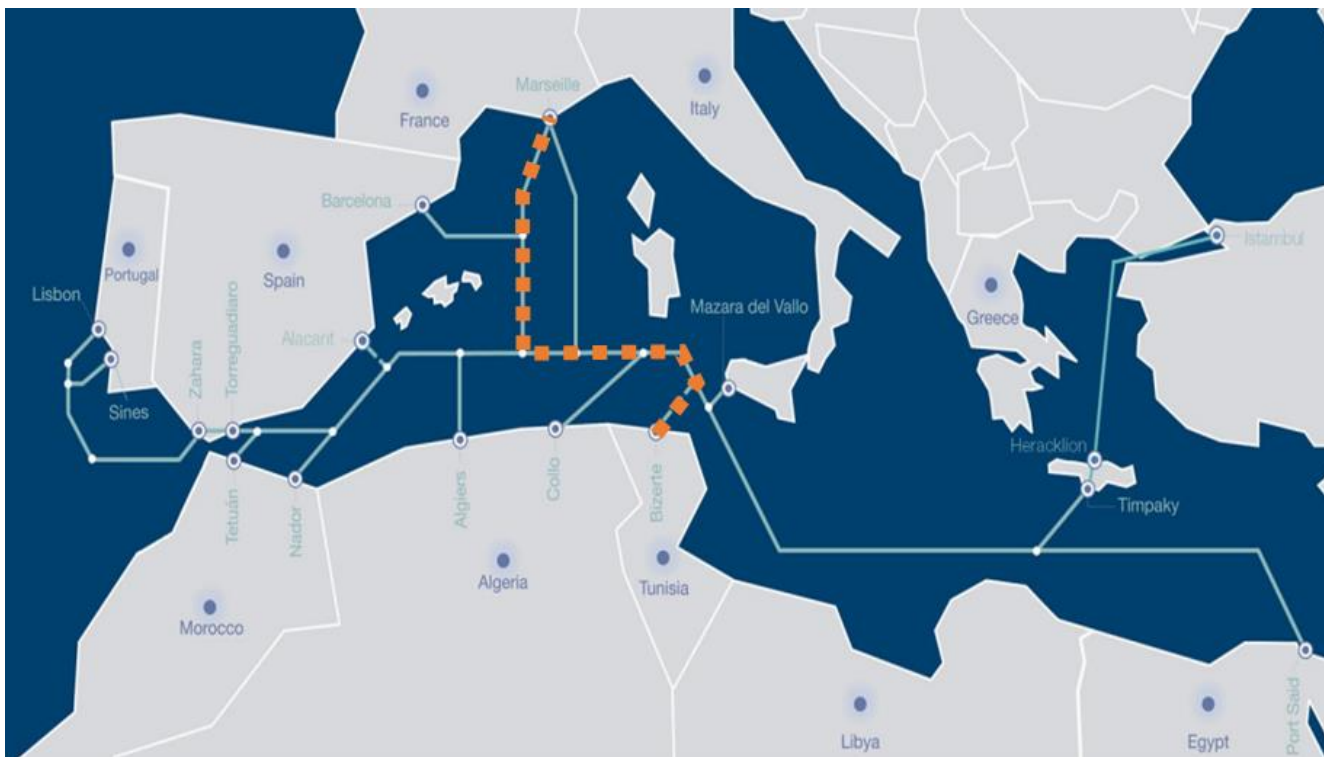 Marseille
France
Italy
Barcelona
Portugal
Spain
Istambul
Lisbon
Mazara del Vallo
Greece
Alacant
Zahara
Torreguadiaro
Sines
Heracklion
Tetuán
Nador
Algiers
Collo
Bizerte
Timpaky
Algeria
Tunisia
Morocco
Port Said
Libya
Egypt